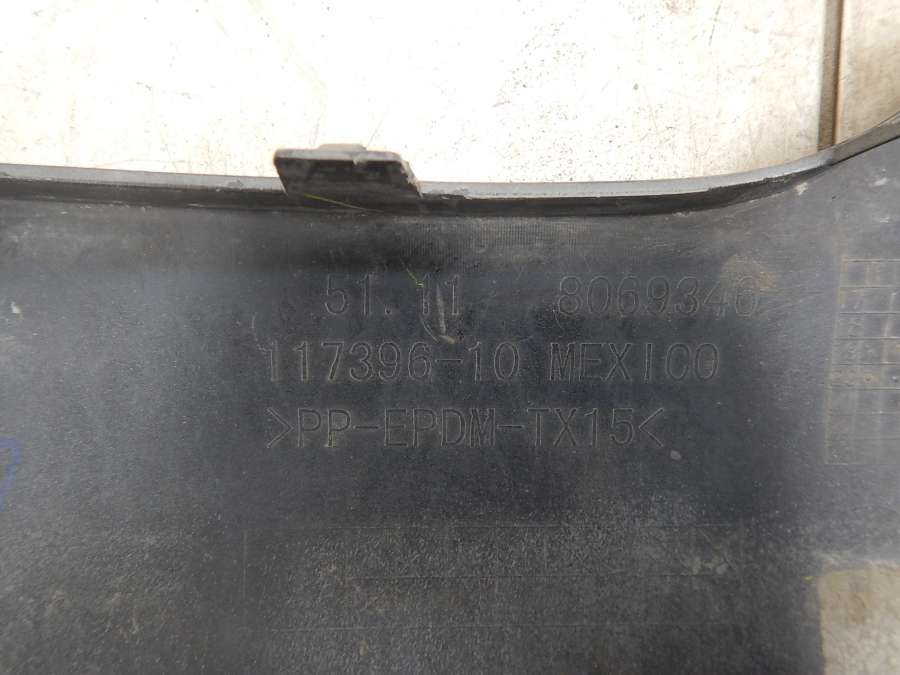 51.11 8069346
117396-10 MEXICO
>PP-EPDM-TX15<